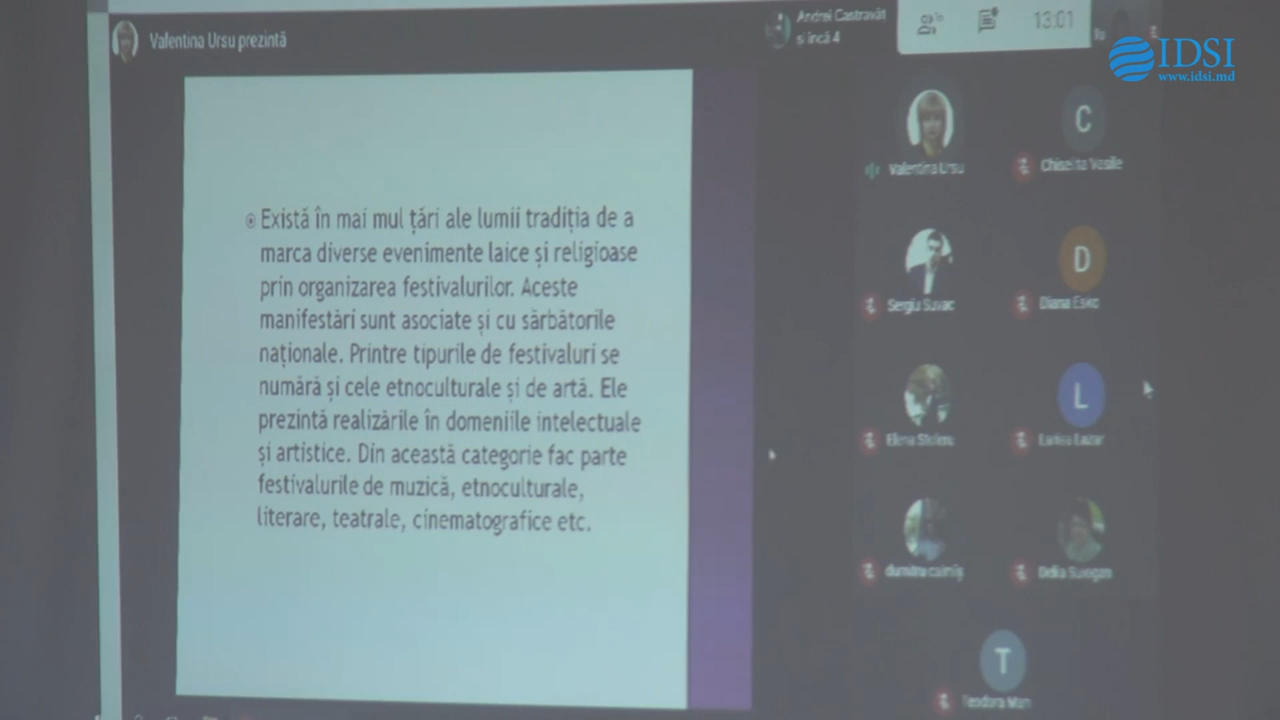 Valentina Ursu prezintă
Andrei Castravăț
și încă 4
13:01
IDSI
www.idsi.md
Există în mai mul țări ale lumii tradiția de a
marca diverse evenimente laice și religioase
prin organizarea festivalurilor. Aceste
manifestări sunt asociate și cu sărbătorile
naționale. Printre tipurile de festivaluri se
numără și cele etnoculturale și de artă. Ele
prezintă realizările în domeniile intelectuale
și artistice. Din această categorie fac parte
festivalurile de muzică, etnoculturale,
literare, teatrale, cinematografice etc.
Valentina Ursu
C
Chiselita Vasile
Sergiu Suvac
D
Diana
Elena
L
Lazar
dumitru
T
Teodora